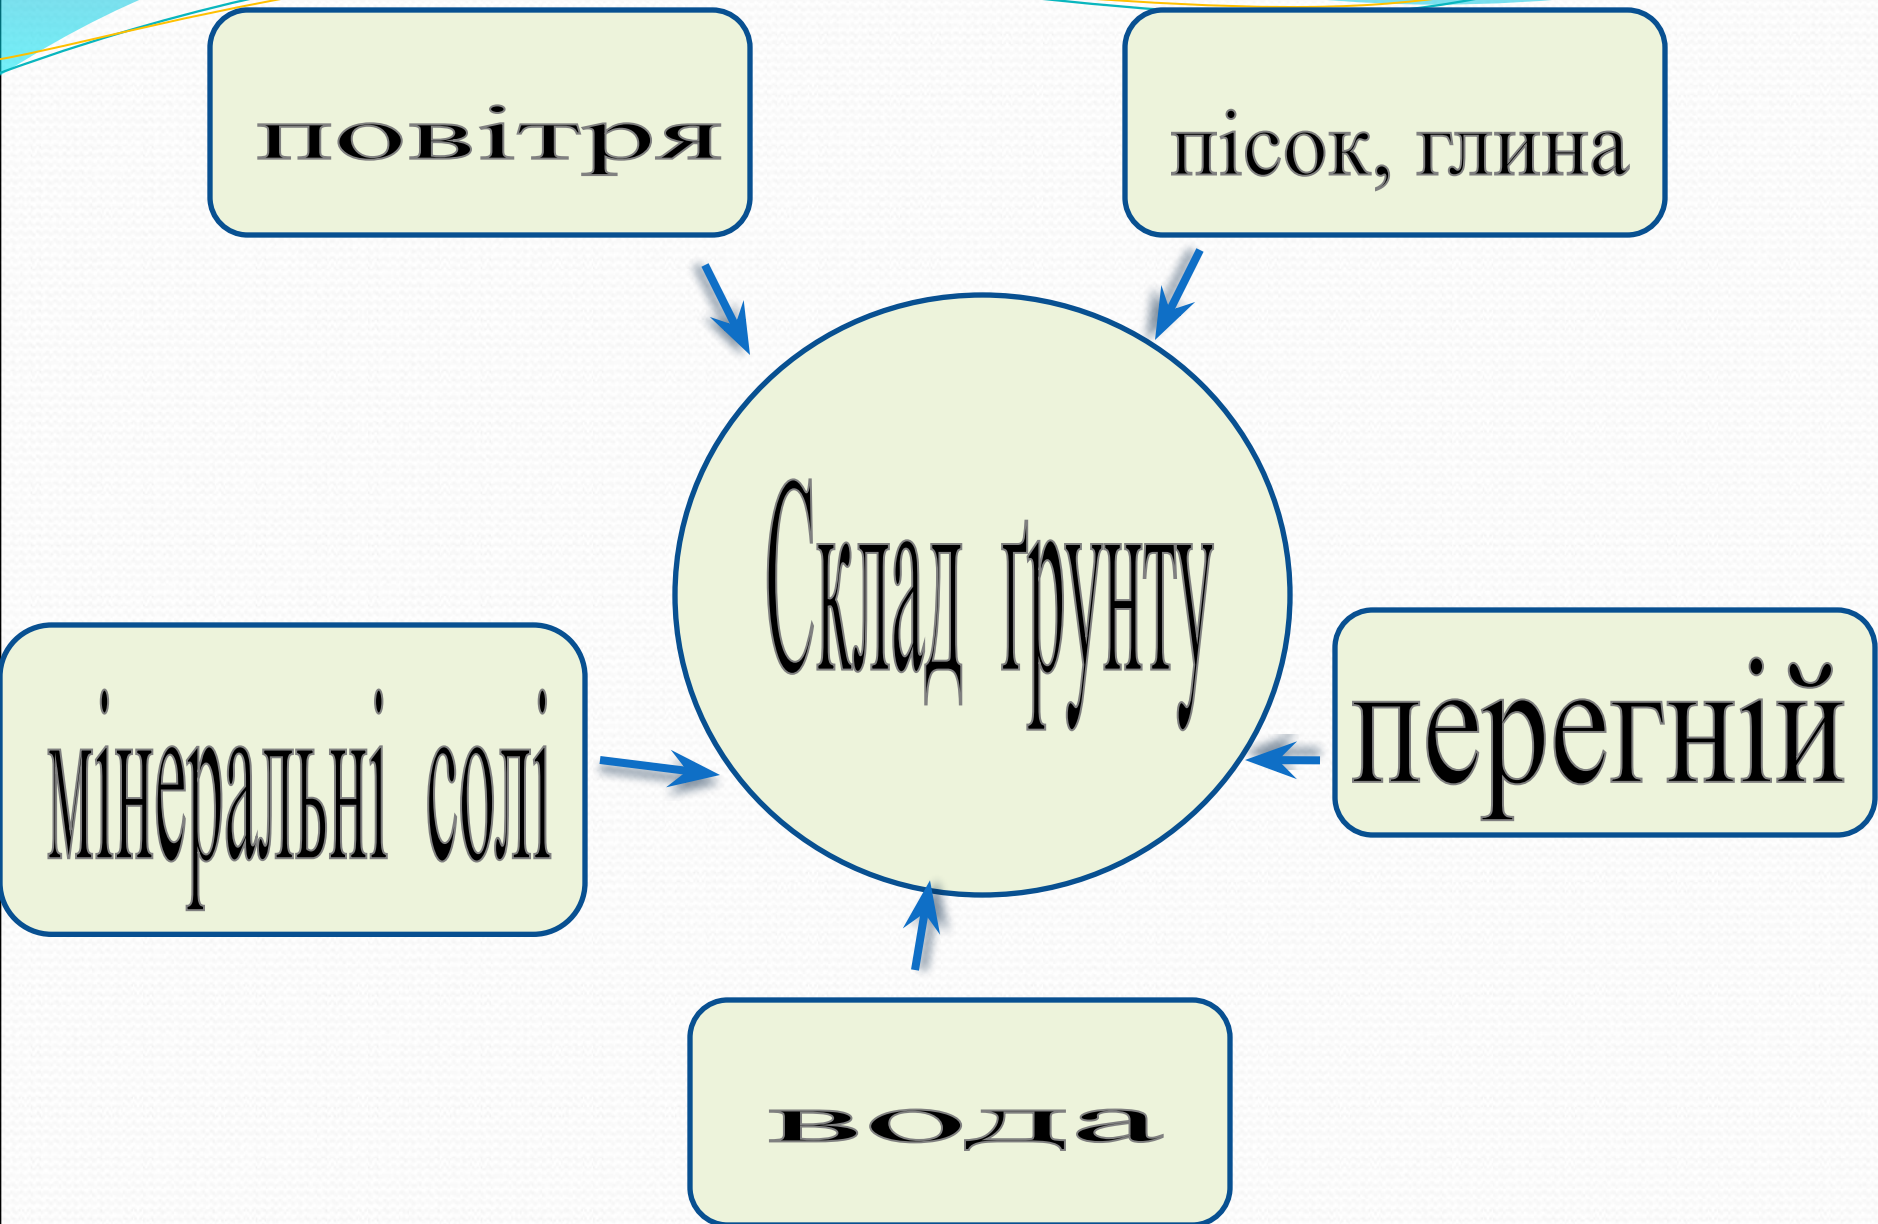 повітря
пісок, глина
Склад ґрунту
мінеральні солі
перегній
вода